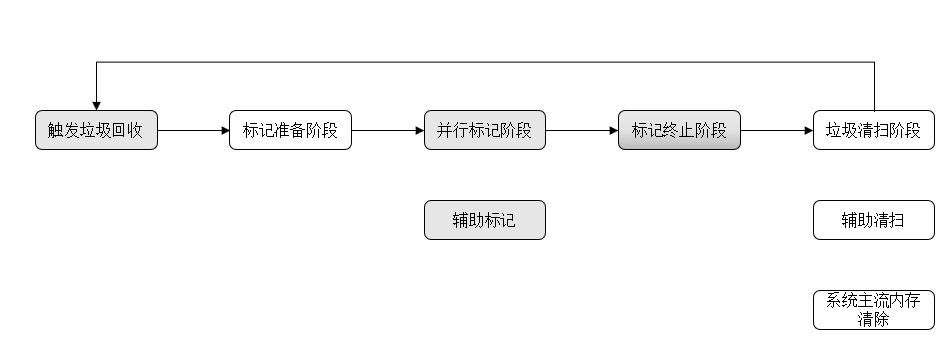 触发垃圾回收
标记准备阶段
并行标记阶段
标记终止阶段
垃圾清扫阶段
辅助标记
辅助清扫
系统主流内存
清除